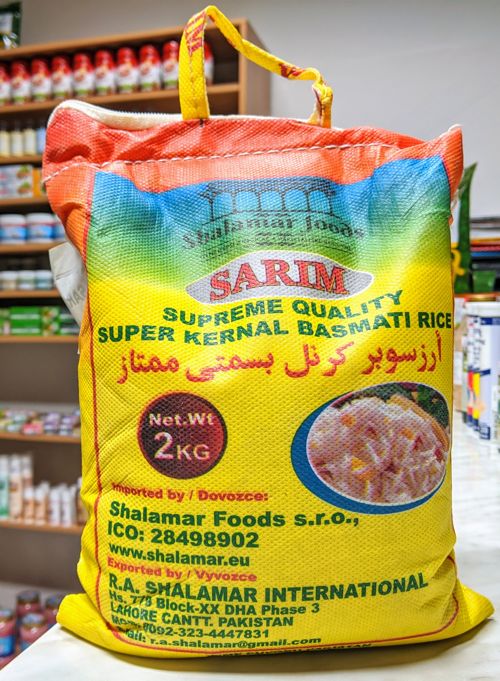 Shalamar foods
SARIM
SUPREME QUALITY
SUPER KERNAL BASMATI RICE
أرزسوبر كرنل بسمتي ممتاز
Net.Wt
2KG
Imported by / Dovozce:
Shalamar Foods s.r.o.,
ICO: 28498902
www.shalamar.eu
Exported by / Vyvozce
R.A. SHALAMAR INTERNATIONAL
Hs. 778 Block-XX DHA Phase 3
LAHORE CANTT. PAKISTAN
0092-323-4447831
r.a.shalamar@gmail.com